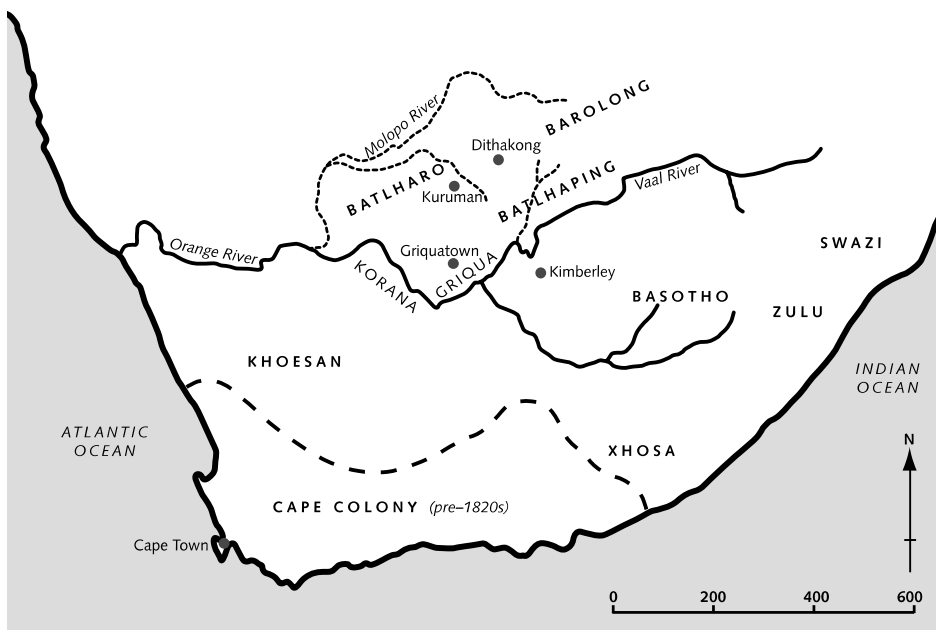 BAROLONG
Molopo River
Dithakong
BATLHARO
Kuruman
BATLHAPING
Vaal River
SWAZI
Orange River
Griquatown
KORANA
GRIQUA
Kimberley
BASOTHO
ZULU
KHOESAN
INDIAN
OCEAN
ATLANTIC
OCEAN
N
XHOSA
CAPE COLONY (pre–1820s)
Cape Town
0 200 400 600